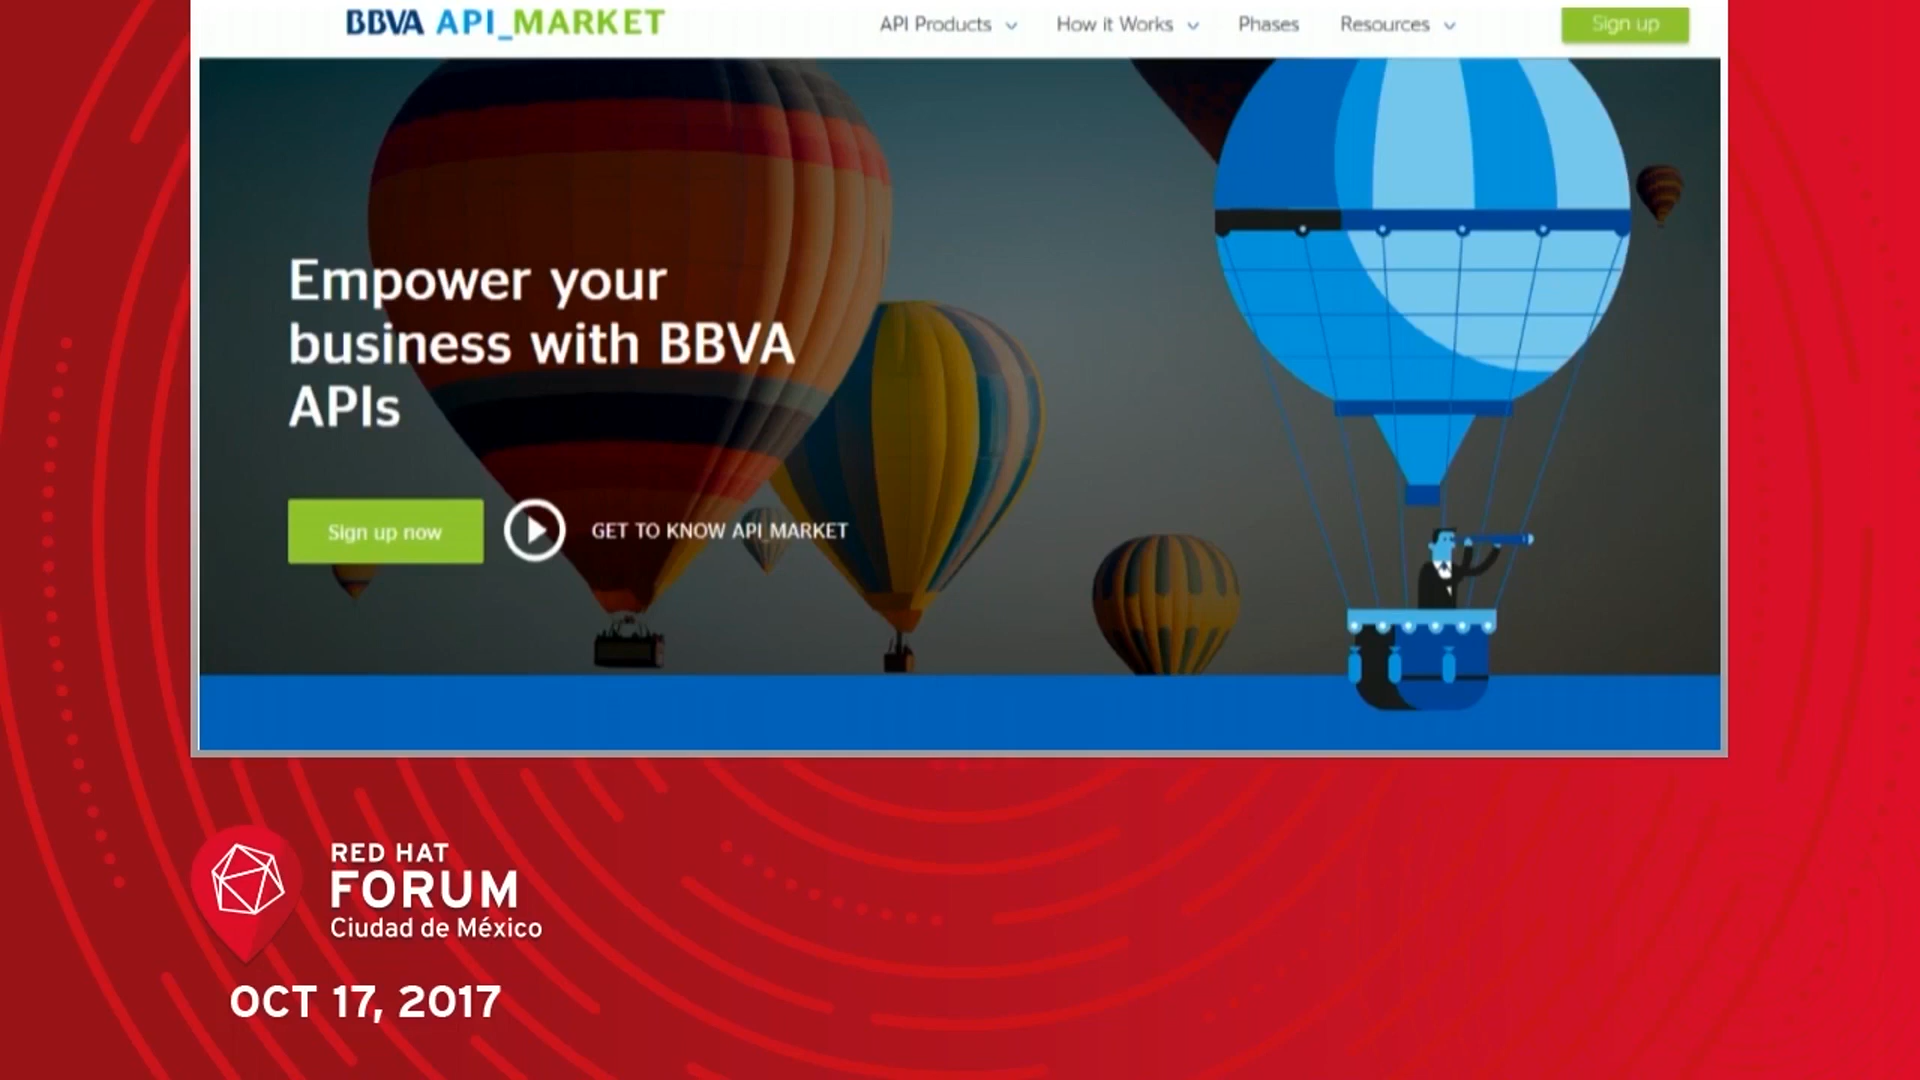 BBVA API_MARKET
API Products
How it Works
Phases
Resources
Sign up
Empower your
business with BBVA
APIs
Sign up now
GET TO KNOW API_MARKET
RED HAT
FORUM
Ciudad de México
OCT 17, 2017